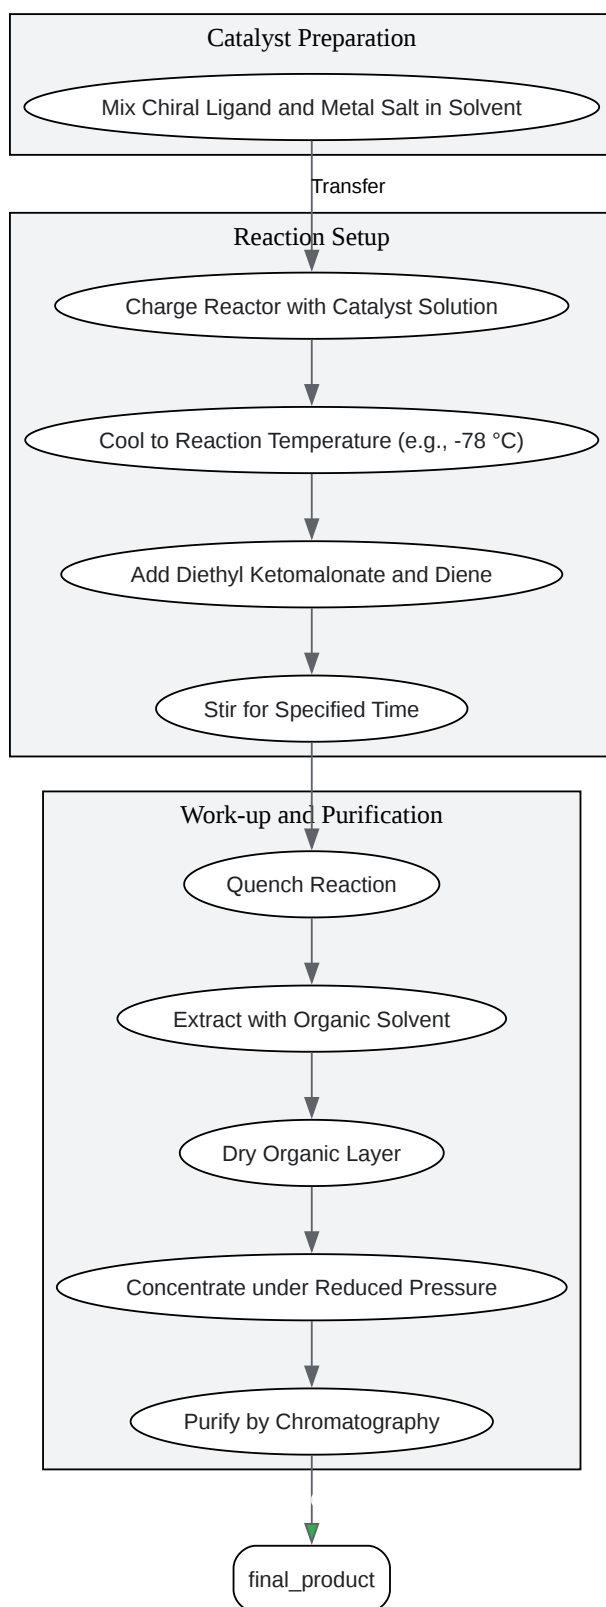 Catalyst Preparation
Mix Chiral Ligand and Metal Salt in Solvent
Transfer
Reaction Setup
Charge Reactor with Catalyst Solution
Cool to Reaction Temperature (e.g., -78 °C)
Add Diethyl Ketomalonate and Diene
Stir for Specified Time
Work-up and Purification
Quench Reaction
Extract with Organic Solvent
Dry Organic Layer
Concentrate under Reduced Pressure
Purify by Chromatography
final_product